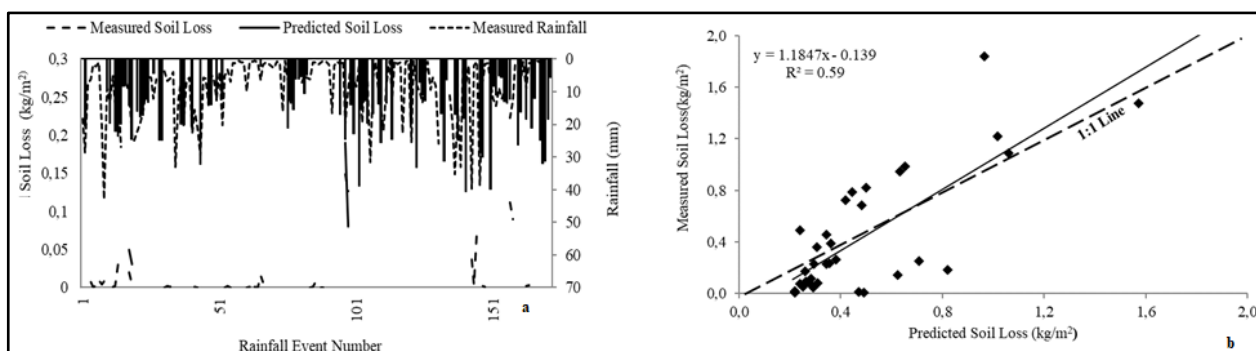 Measured Soil Loss Predicted Soil Loss Measured Rainfall
0,3
0,25
0,2
0,15
0,1
0,05
0
Soil Loss (kg/m²)
0
10
20
30
40
50
60
70
Rainfall (mm)
1 51 101 151
a
Rainfall Event Number
2,0
1,6
1,2
0,8
0,4
0,0
Measured Soil Loss(kg/m²)
y = 1.1847x - 0.139
R² = 0.59
1:1 Line
0,0 0,4 0,8 1,2 1,6 2,0
Predicted Soil Loss (kg/m²)
b